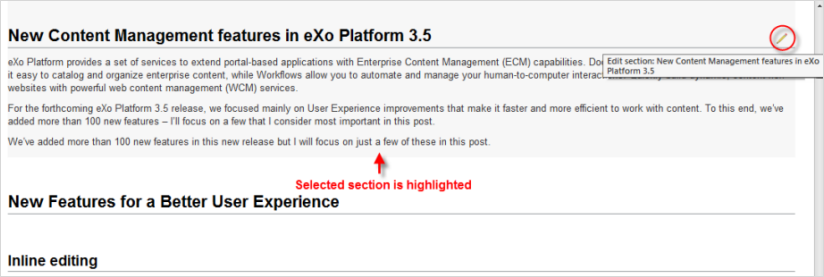 New Content Management features in eXo Platform 3.5
eXo Platform provides a set of services to extend portal-based applications with Enterprise Content Management (ECM) capabilities.
it easy to catalog and organize enterprise content, while Workflows allow you to automate and manage your human-to-computer
Edit section: New Content Management features in eXo
Platform 3.5
websites with powerful web content management (WCM) services.
For the forthcoming eXo Platform 3.5 release, we focused mainly on User Experience improvements that make it faster and more efficient to work with content. To this end, we've
added more than 100 new features – I'll focus on a few that I consider most important in this post.
We've added more than 100 new features in this new release but I will focus on just a few of these in this post.
Selected section is highlighted
New Features for a Better User Experience
Inline editing